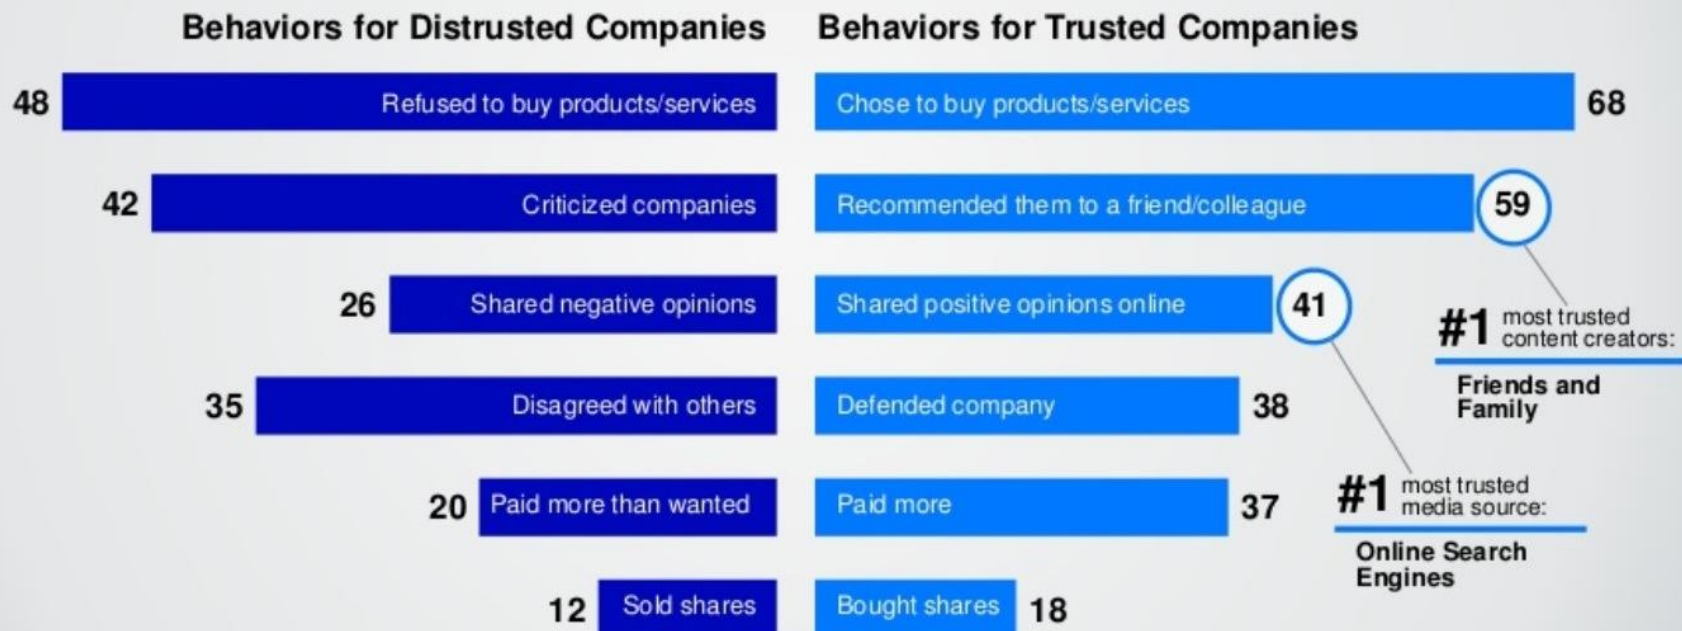 Behaviors for Distrusted Companies
Behaviors for Trusted Companies
48 Refused to buy products/services
Chose to buy products/services 68
42 Criticized companies
Recommended them to a friend/colleague 59
26 Shared negative opinions
Shared positive opinions online 41
#1 most trusted
content creators:
Friends and
Family
35 Disagreed with others
Defended company 38
20 Paid more than wanted
Paid more 37
#1 most trusted
media source:
Online Search
Engines
12 Sold shares
Bought shares 18